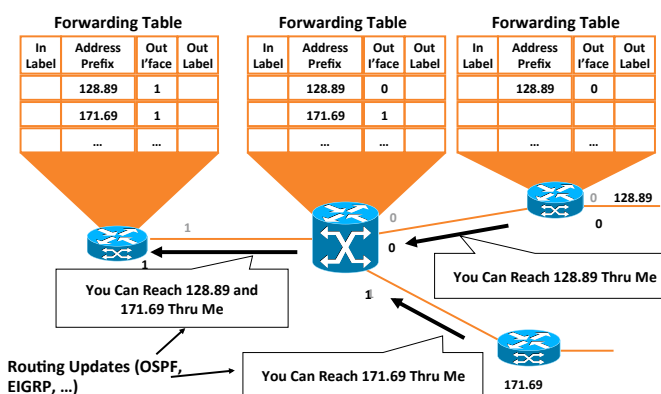 Forwarding Table
In Label Address Prefix Out I'face Out Label
128.89 1
171.69 1
... ...
Forwarding Table
In Label Address Prefix Out I'face Out Label
128.89 0
171.69 1
... ...
Forwarding Table
In Label Address Prefix Out I'face Out Label
128.89 0
... ...
1
1
0
0
1
1
0
128.89
0
You Can Reach 128.89 and
171.69 Thru Me
You Can Reach 128.89 Thru Me
Routing Updates (OSPF,
EIGRP, ...)
You Can Reach 171.69 Thru Me
171.69